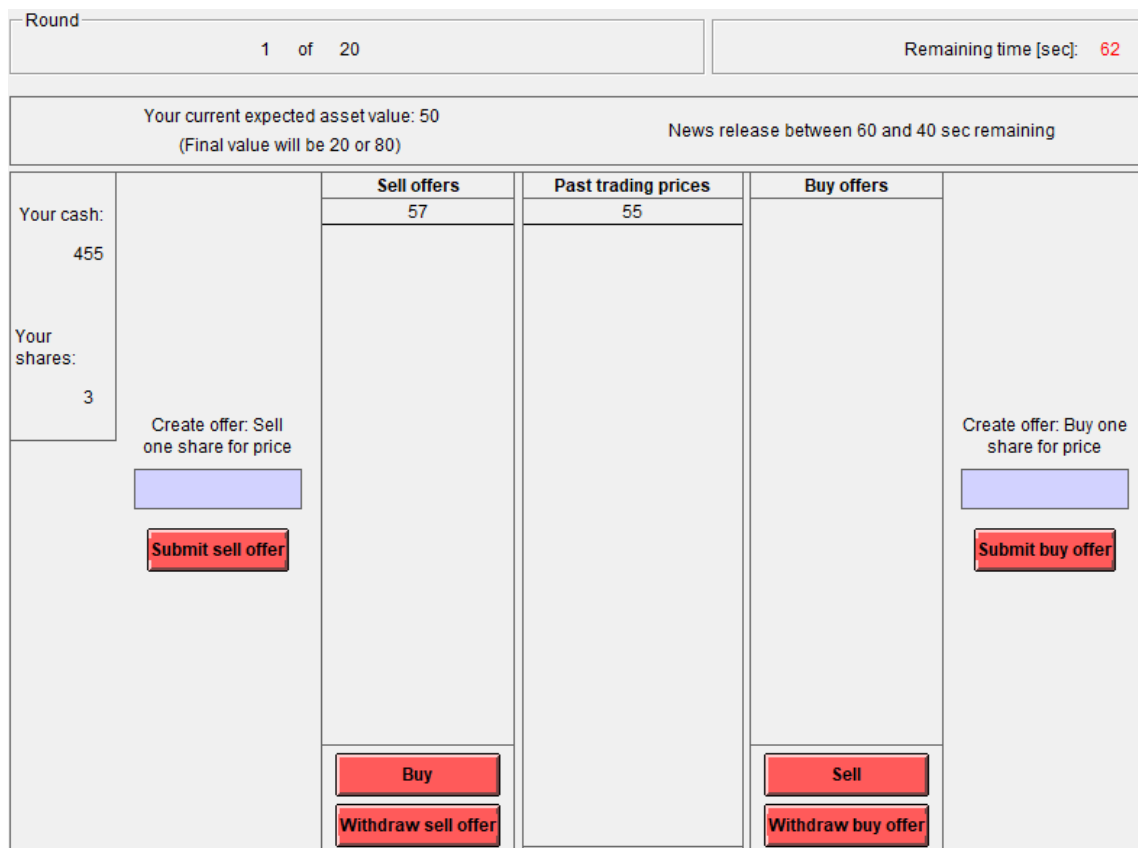 Round
1 of 20
Remaining time [sec]: 62
Your current expected asset value: 50
(Final value will be 20 or 80)
News release between 60 and 40 sec remaining
Your cash:
455
Your
shares:
3
Create offer: Sell
one share for price
Submit sell offer
Sell offers
57
Buy
Withdraw sell offer
Past trading prices
55
Buy offers
Sell
Withdraw buy offer
Create offer: Buy one
share for price
Submit buy offer